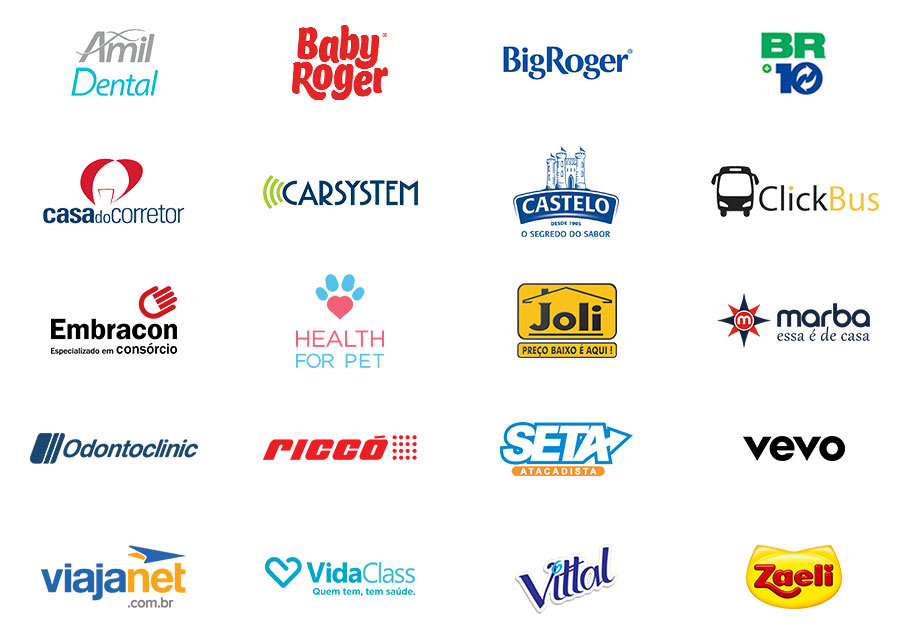 Amil
Dental
Baby
Roger
BigRoger®
BR
+10
casadocorretor
CARSYSTEM
CASTELO
DESDE 1905
O SEGREDO DO SABOR
ClickBus
Embracon
Especializado em consórcio
HEALTH
FOR PET
Joli
PREÇO BAIXO É AQUI !
m marba
essa é de casa
Odontoclinic
RICCÓ
SETA
ATACADISTA
vevo
viajanet
.com.br
VidaClass
Quem tem, tem saúde.
Vittal
Zaeli